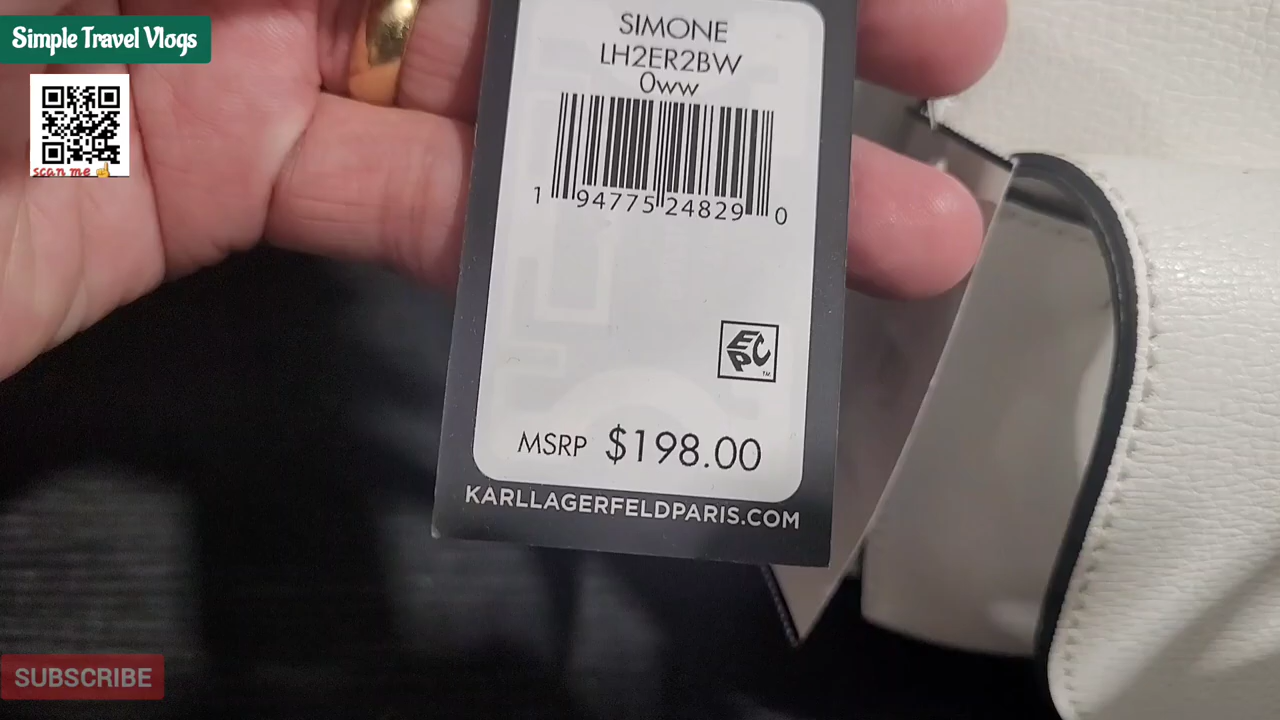 Simple Travel Vlogs
scan me
SIMONE
LH2ER2BW
0ww
1 94775 24829 0
EPC
TM
MSRP $198.00
KARLLAGERFELDPARIS.COM
SUBSCRIBE